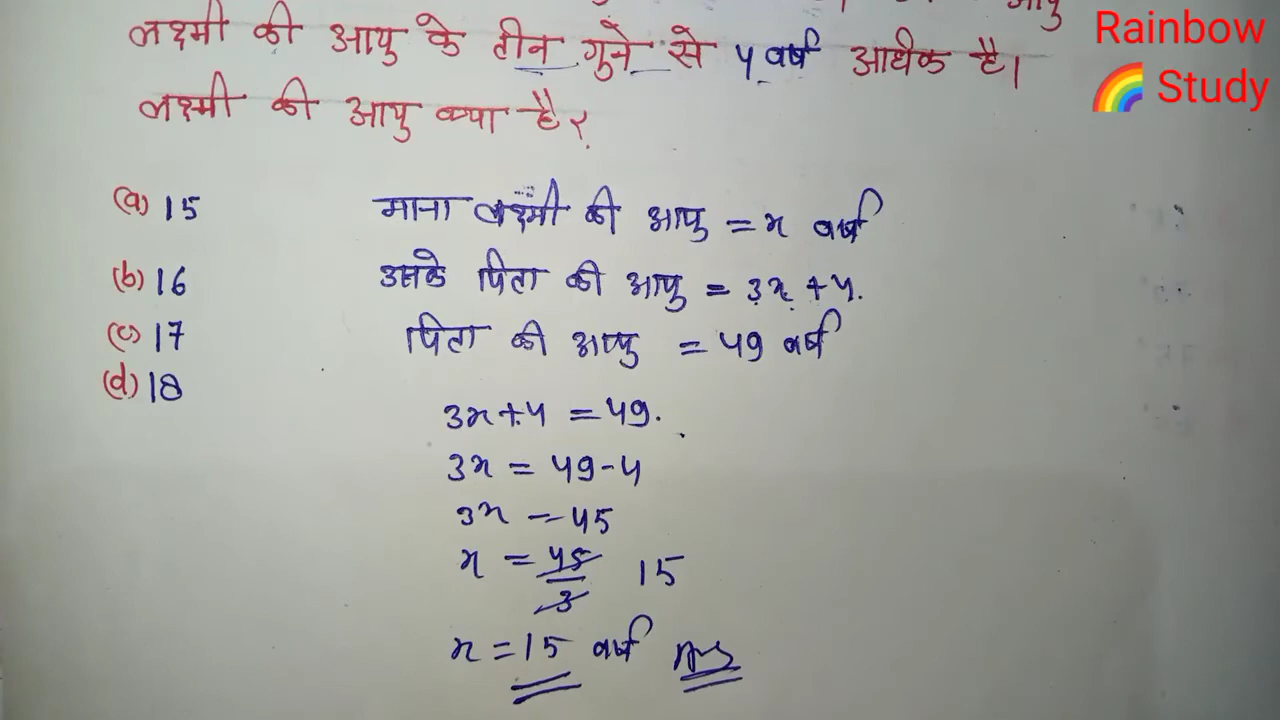 आयु
लक्ष्मी की आयु के तीन गुने से 4 वर्ष अधिक है।
लक्ष्मी की आयु क्या है?
Rainbow
🌈 Study
(a) 15
(b) 16
(c) 17
(d) 18
माना लक्ष्मी की आयु = x वर्ष
उसके पिता की आयु = 3x + 4.
पिता की आयु = 49 वर्ष
3x + 4 = 49.
3x = 49 - 4
3x = 45
x = 45/3 15
x = 15 वर्ष Ans